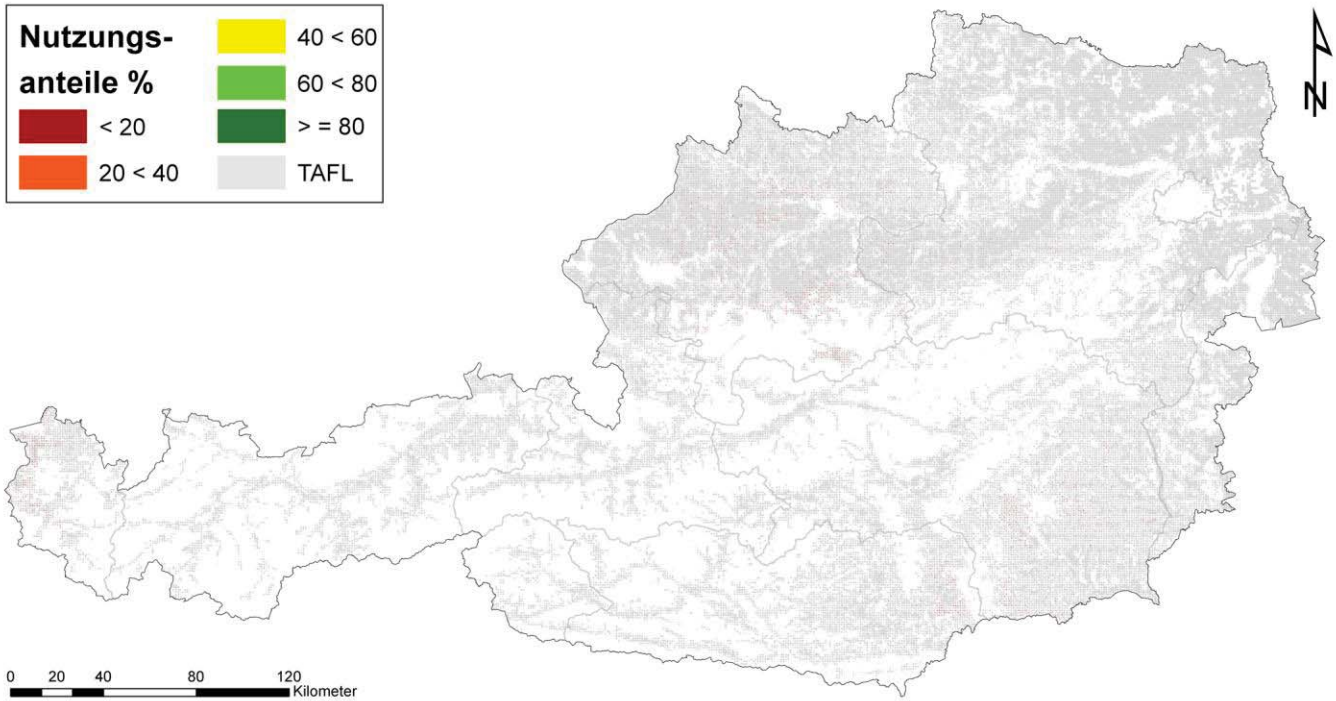 Nutzungs-
anteile %
< 20
20 < 40
40 < 60
60 < 80
> = 80
TAFL
N
0 20 40 80 120
Kilometer